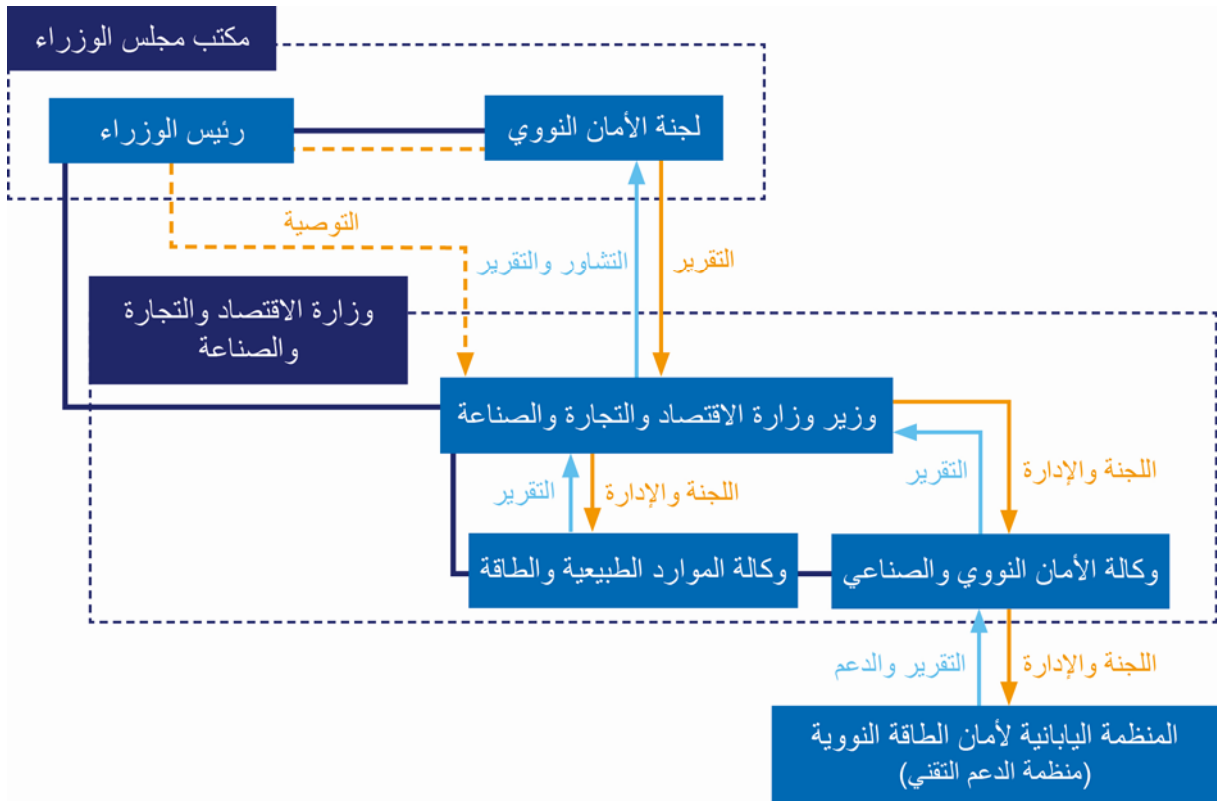 مكتب مجلس الوزراء
لجنة الأمان النووي
رئيس الوزراء
التوصية
التقرير
التشاور والتقرير
وزارة الاقتصاد والتجارة
والصناعة
وزير وزارة الاقتصاد والتجارة والصناعة
اللجنة والإدارة
التقرير
اللجنة والإدارة
التقرير
وكالة الأمان النووي والصناعي
وكالة الموارد الطبيعية والطاقة
اللجنة والإدارة
التقرير والدعم
المنظمة اليابانية لأمان الطاقة النووية
(منظمة الدعم التقني)